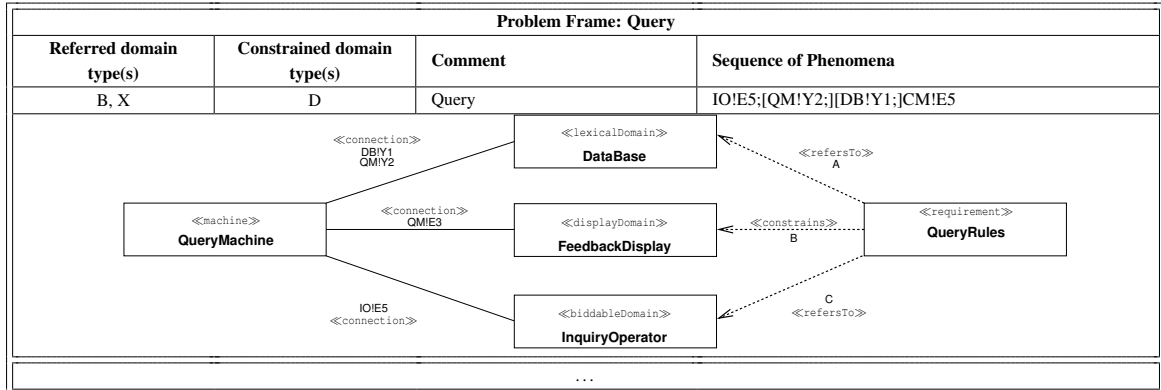 Problem Frame: Query
Referred domain type(s) Constrained domain type(s) Comment Sequence of Phenomena
B, X D Query IO!E5;[QM!Y2;][DB!Y1;]CM!E5
≪connection≫
DB!Y1
QM!Y2
≪lexicalDomain≫
DataBase
≪refersTo≫
A
≪machine≫
QueryMachine
≪connection≫
QM!E3
≪displayDomain≫
FeedbackDisplay
≪constrains≫
B
≪requirement≫
QueryRules
IO!E5
≪connection≫
≪biddableDomain≫
InquiryOperator
C
≪refersTo≫
...